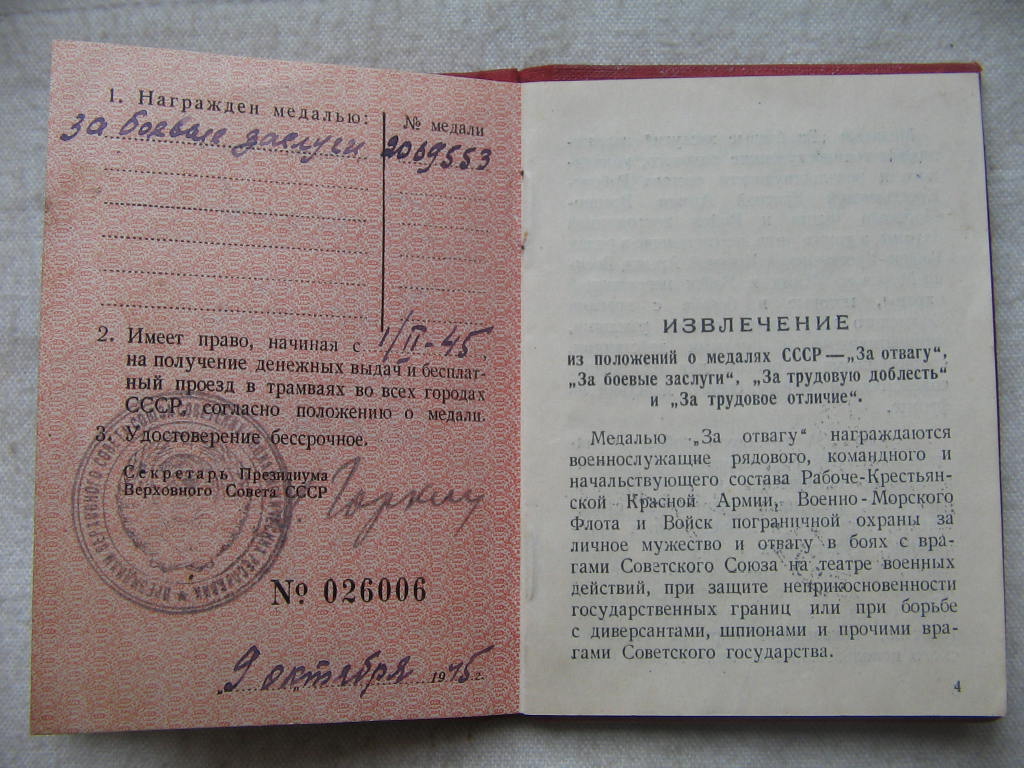 1. Награжден медалью:
№ медали
за боевые заслуги
2069553
2. Имеет право, начиная с 1/II-45,
на получение денежных выдач и бесплат-
ный проезд в трамваях во всех городах
СССР, согласно положению о медали.
3. Удостоверение бессрочное.
Секретарь Президиума
Верховного Совета СССР
Горкин
№ 026006
9 октября 1945 г.
ИЗВЛЕЧЕНИЕ
из положений о медалях СССР — „За отвагу“,
„За боевые заслуги“, „За трудовую доблесть“
и „За трудовое отличие“.
Медалью „За отвагу“ награждаются
военнослужащие рядового, командного и
начальствующего состава Рабоче-Крестьян-
ской Красной Армии, Военно-Морского
Флота и Войск пограничной охраны за
личное мужество и отвагу в боях с вра-
гами Советского Союза на театре военных
действий, при защите неприкосновенности
государственных границ или при борьбе
с диверсантами, шпионами и прочими вра-
гами Советского государства.
4